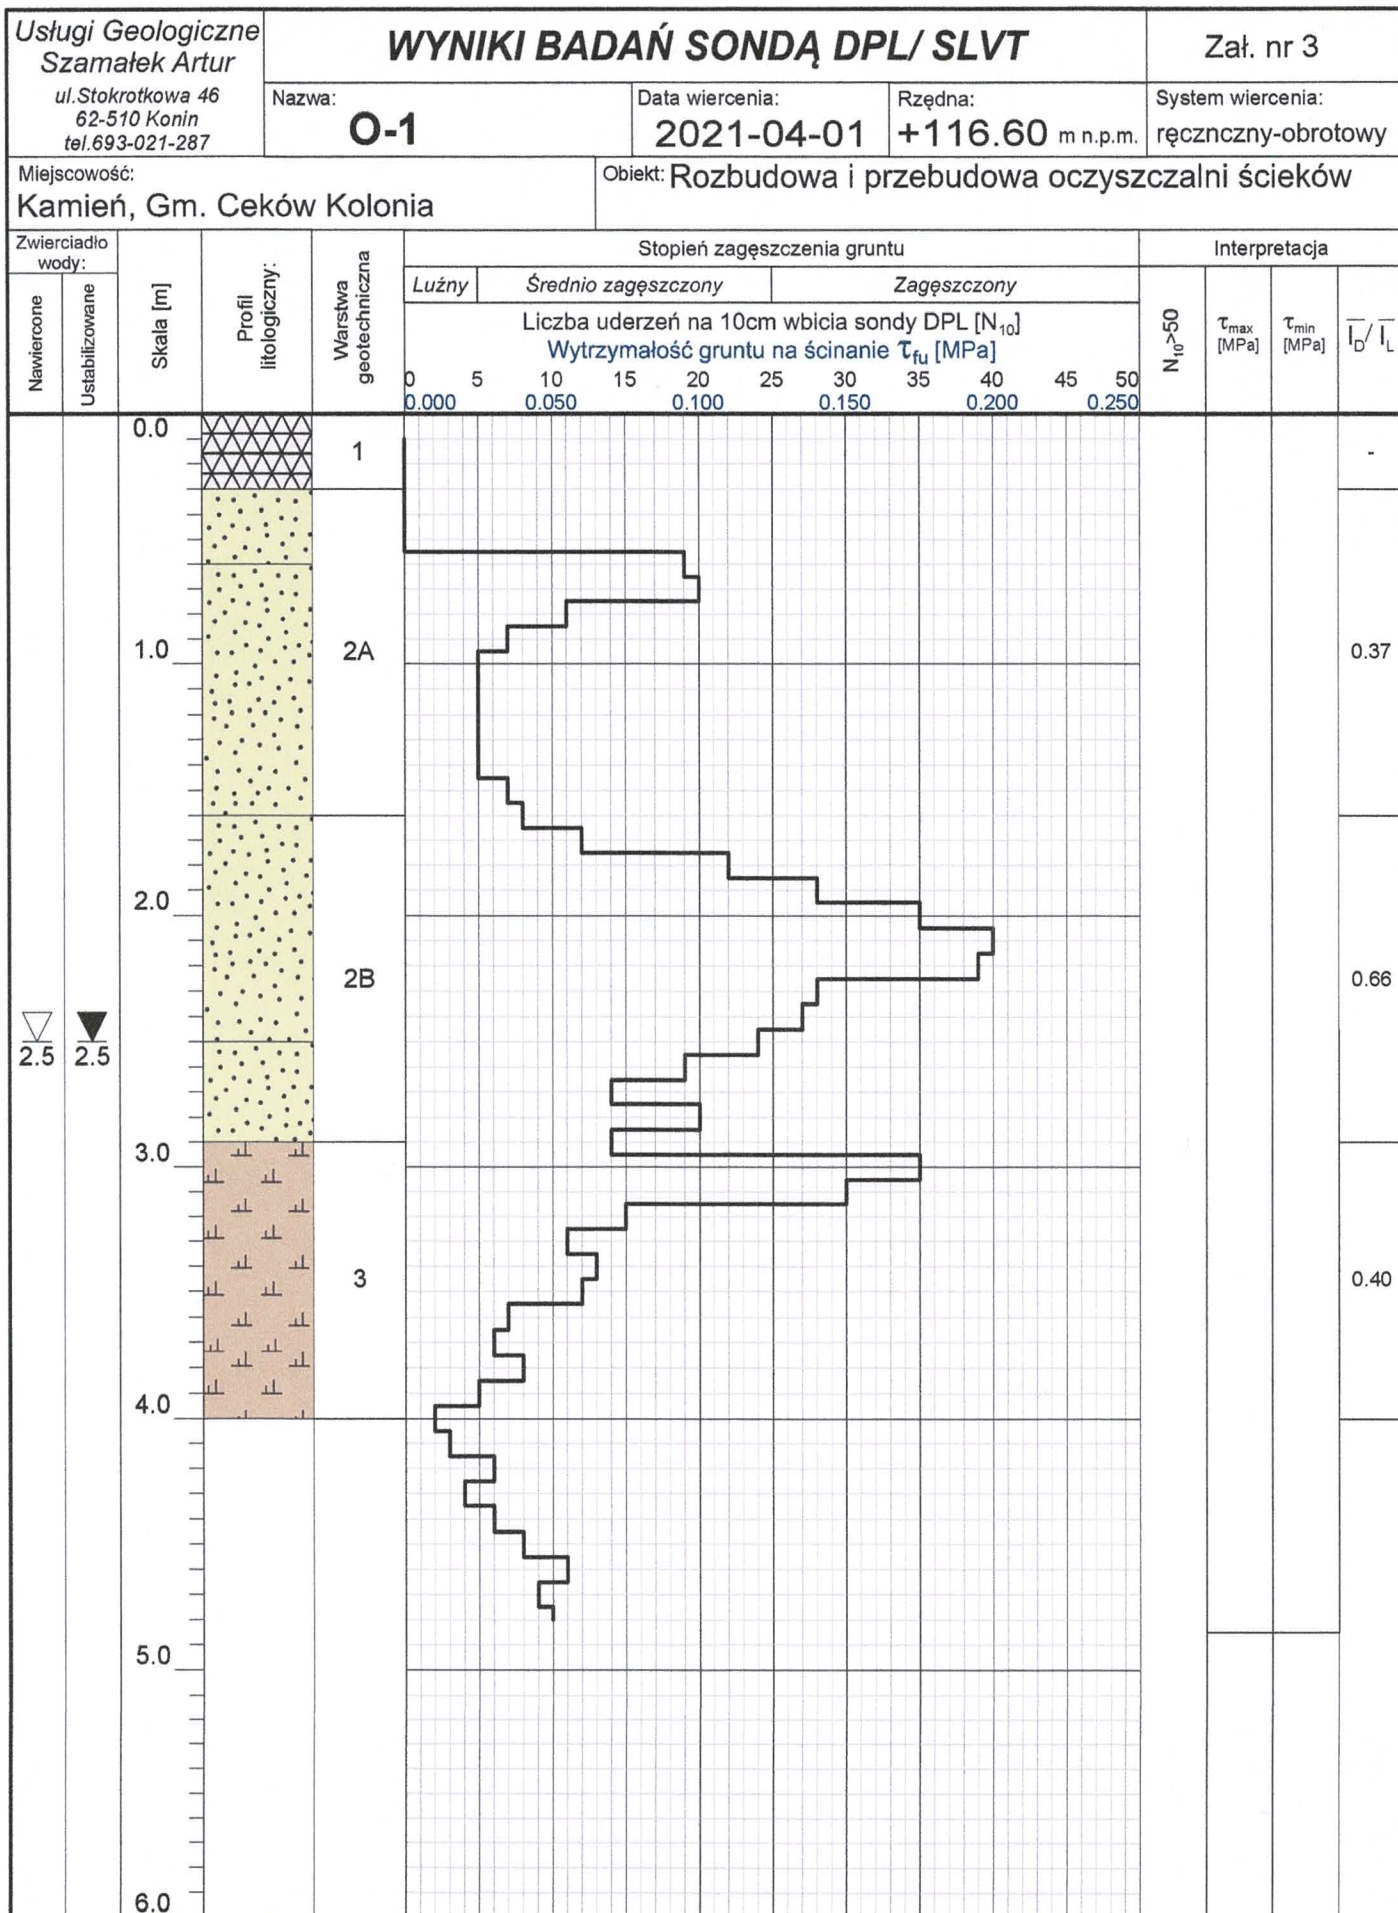 Usługi Geologiczne
Szamałek Artur
ul.Stokrotkowa 46
62-510 Konin
tel.693-021-287
WYNIKI BADAŃ SONDĄ DPL/ SLVT
Zał. nr 3
Nazwa:
O-1
Data wiercenia:
2021-04-01
Rzędna:
+116.60 m n.p.m.
System wiercenia:
ręcznczny-obrotowy
Miejscowość:
Kamień, Gm. Ceków Kolonia
Obiekt: Rozbudowa i przebudowa oczyszczalni ścieków
Zwierciadło
wody:
Nawiercone
Ustabilizowane
Skala [m]
Profil
litologiczny:
Warstwa
geotechniczna
Stopień zagęszczenia gruntu
Luźny Średnio zagęszczony Zagęszczony
Liczba uderzeń na 10cm wbicia sondy DPL [N₁₀]
Wytrzymałość gruntu na ścinanie τfu [MPa]
0 5 10 15 20 25 30 35 40 45 50
0.000 0.050 0.100 0.150 0.200 0.250
Interpretacja
N₁₀>50
τmax
[MPa]
τmin
[MPa]
I̅D/ I̅L
0.0
1
-
1.0
2A
0.37
2.0
2B
0.66
2.5 2.5
3.0
3
0.40
4.0
5.0
6.0